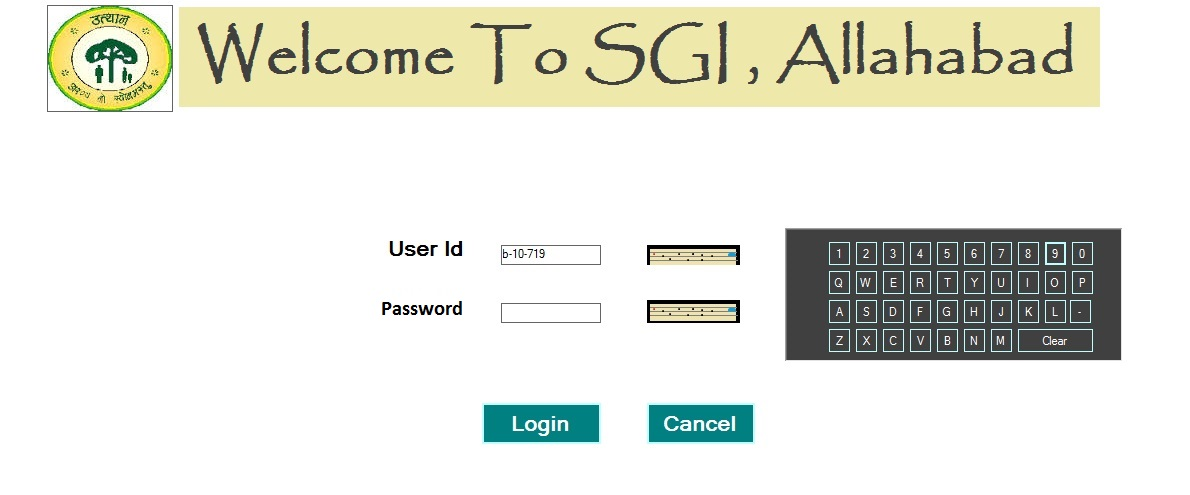 उत्थान
Welcome To SGI , Allahabad
User Id b-10-719
Password
1 2 3 4 5 6 7 8 9 0
Q W E R T Y U I O P
A S D F G H J K L -
Z X C V B N M Clear
Login Cancel